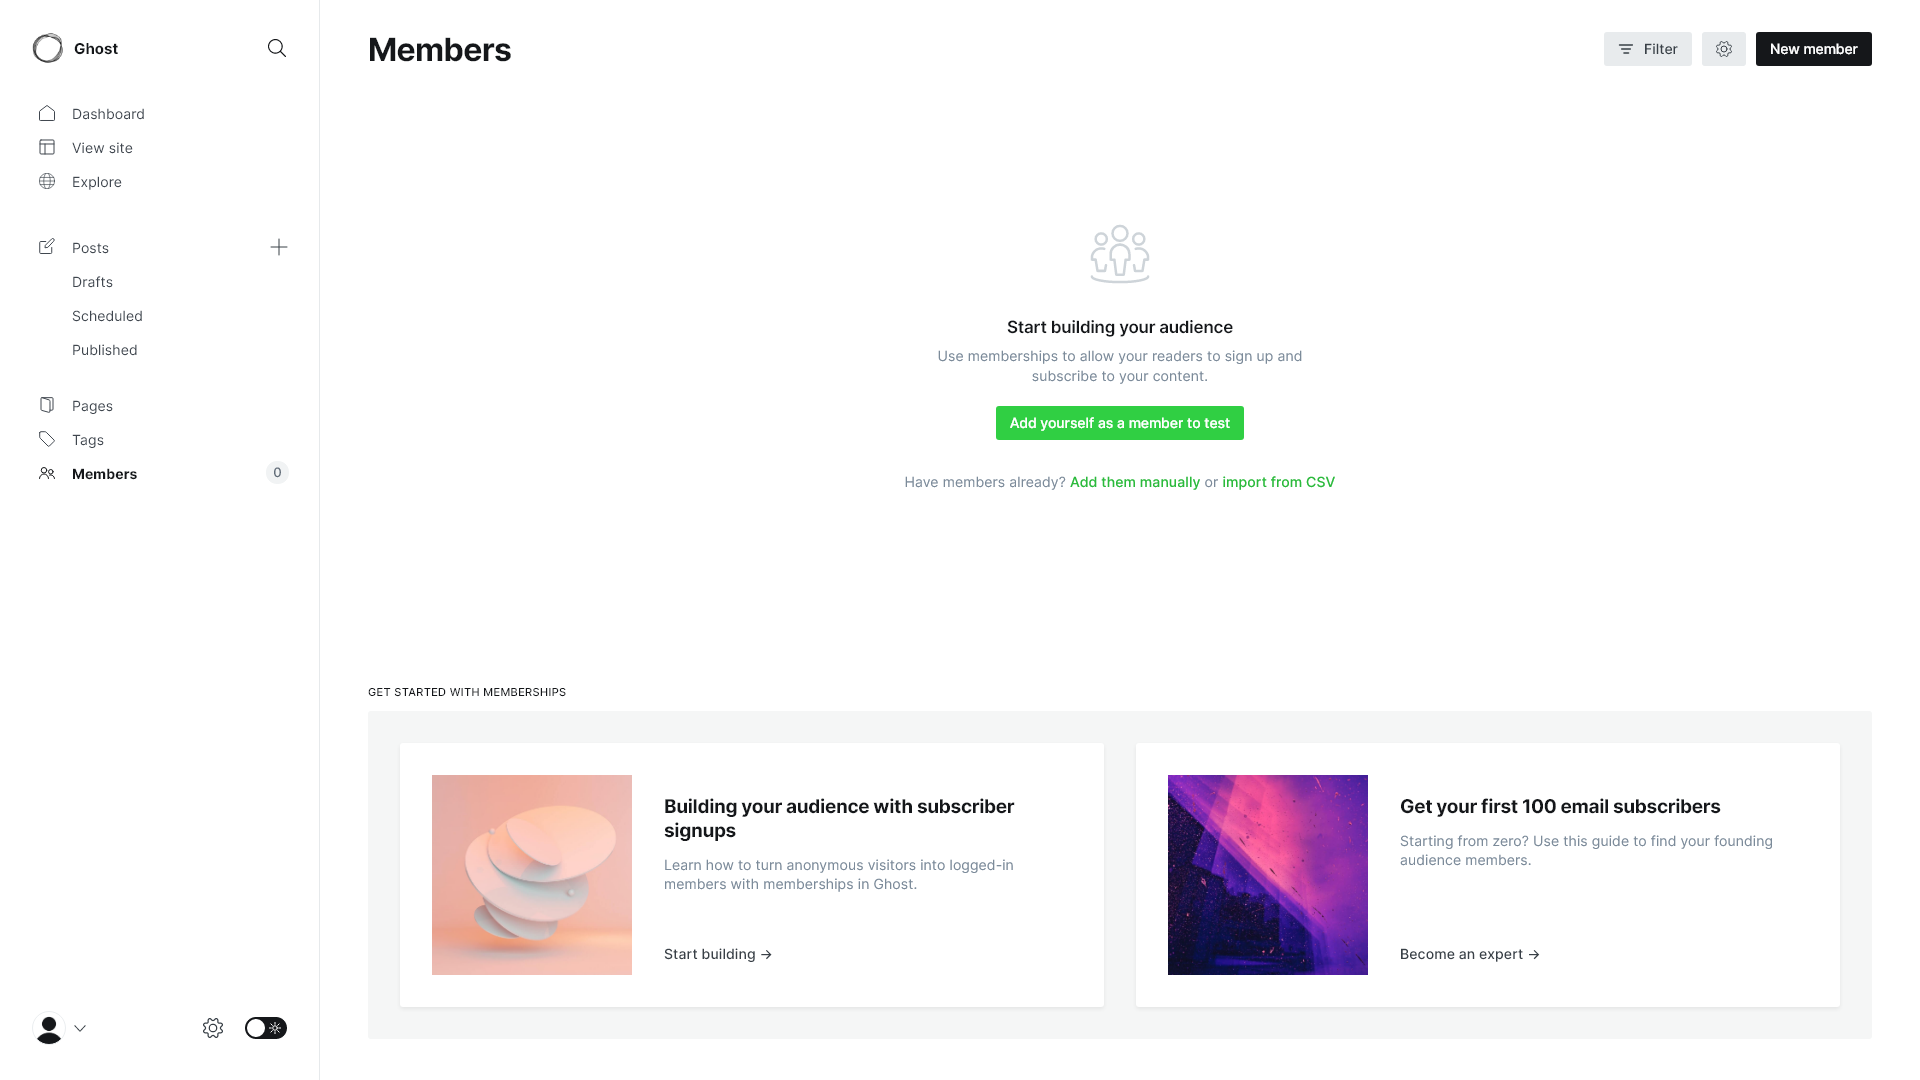 Ghost
Dashboard
View site
Explore
Posts
Drafts
Scheduled
Published
Pages
Tags
Members
0
Members
Filter
New member
Start building your audience
Use memberships to allow your readers to sign up and
subscribe to your content.
Add yourself as a member to test
Have members already? Add them manually or import from CSV
GET STARTED WITH MEMBERSHIPS
Building your audience with subscriber
signups
Learn how to turn anonymous visitors into logged-in
members with memberships in Ghost.
Start building →
Get your first 100 email subscribers
Starting from zero? Use this guide to find your founding
audience members.
Become an expert →